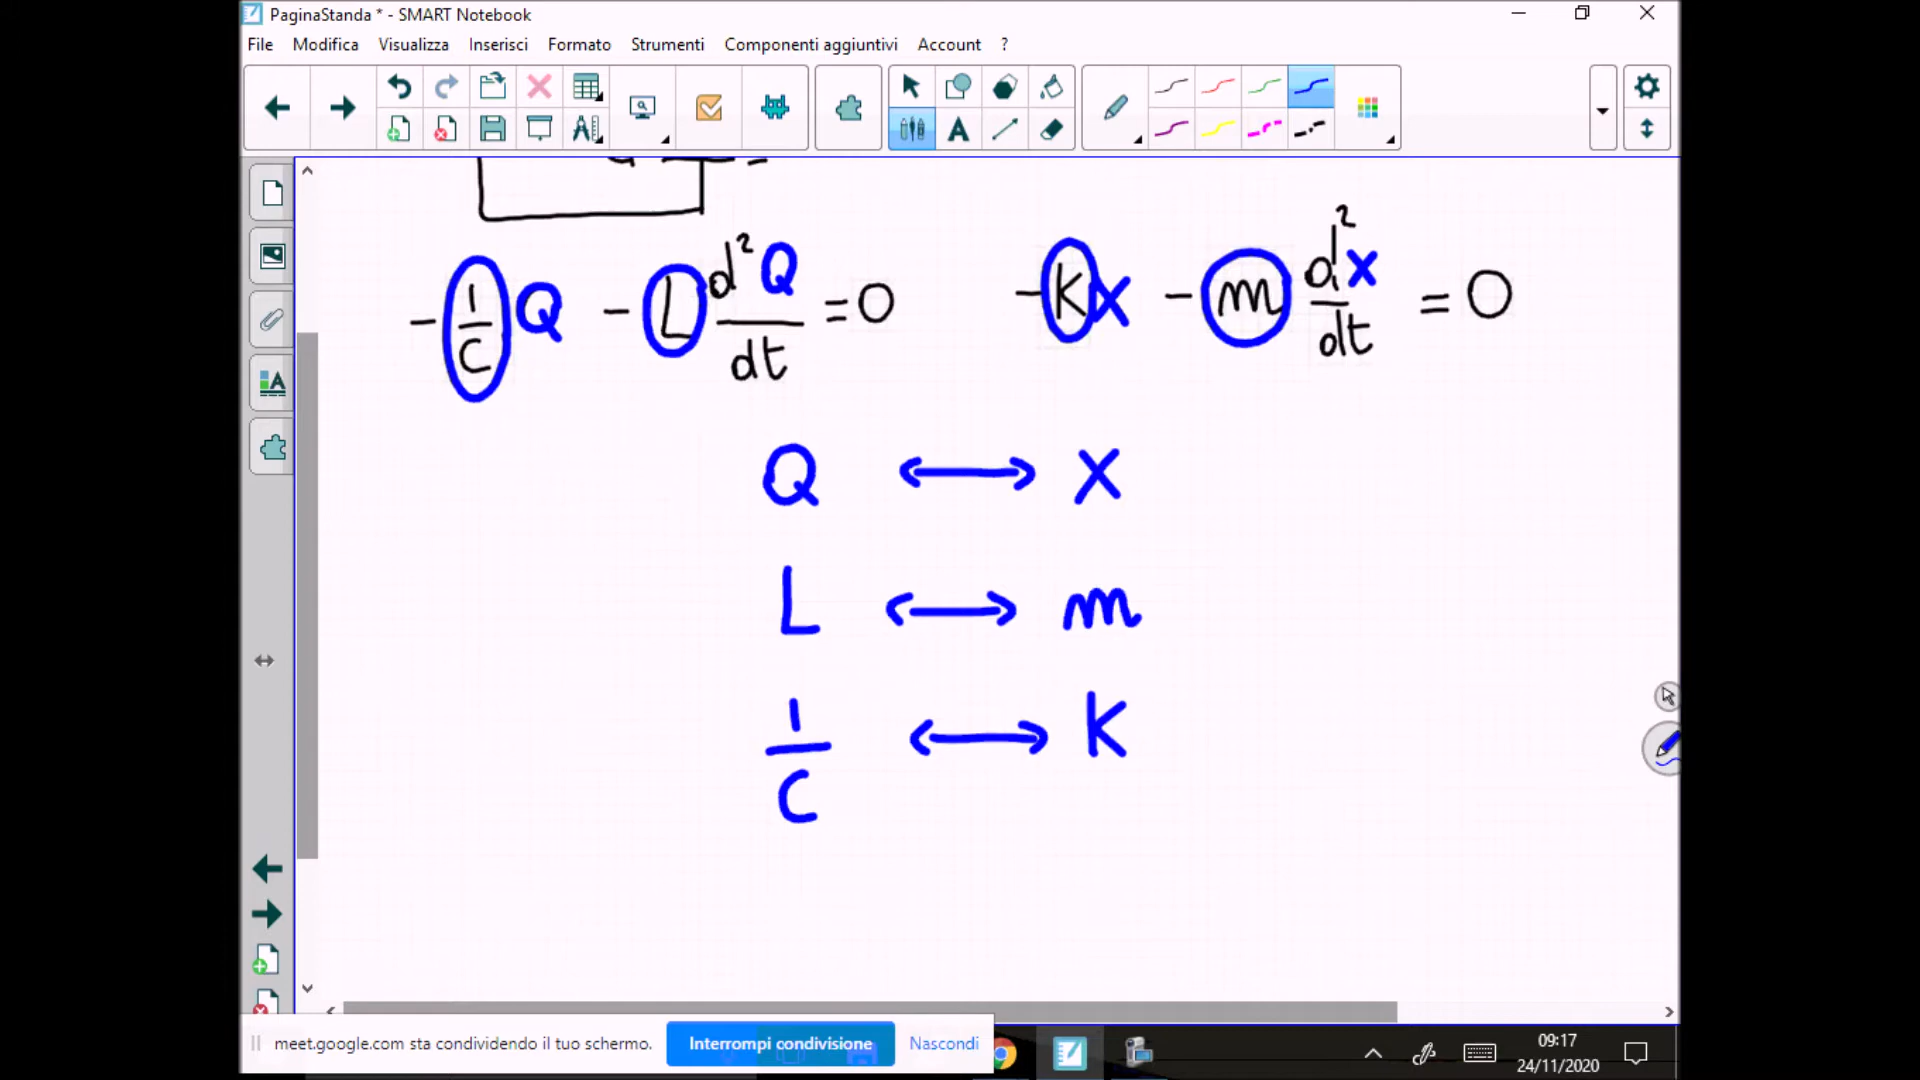 PaginaStanda * - SMART Notebook
File Modifica Visualizza Inserisci Formato Strumenti Componenti aggiuntivi Account ?
- 1/C Q - L d²Q/dt = 0
- K x - m d²x/dt = 0
Q ↔ x
L ↔ m
1/C ↔ K
meet.google.com sta condividendo il tuo schermo. Interrompi condivisione Nascondi
09:17
24/11/2020